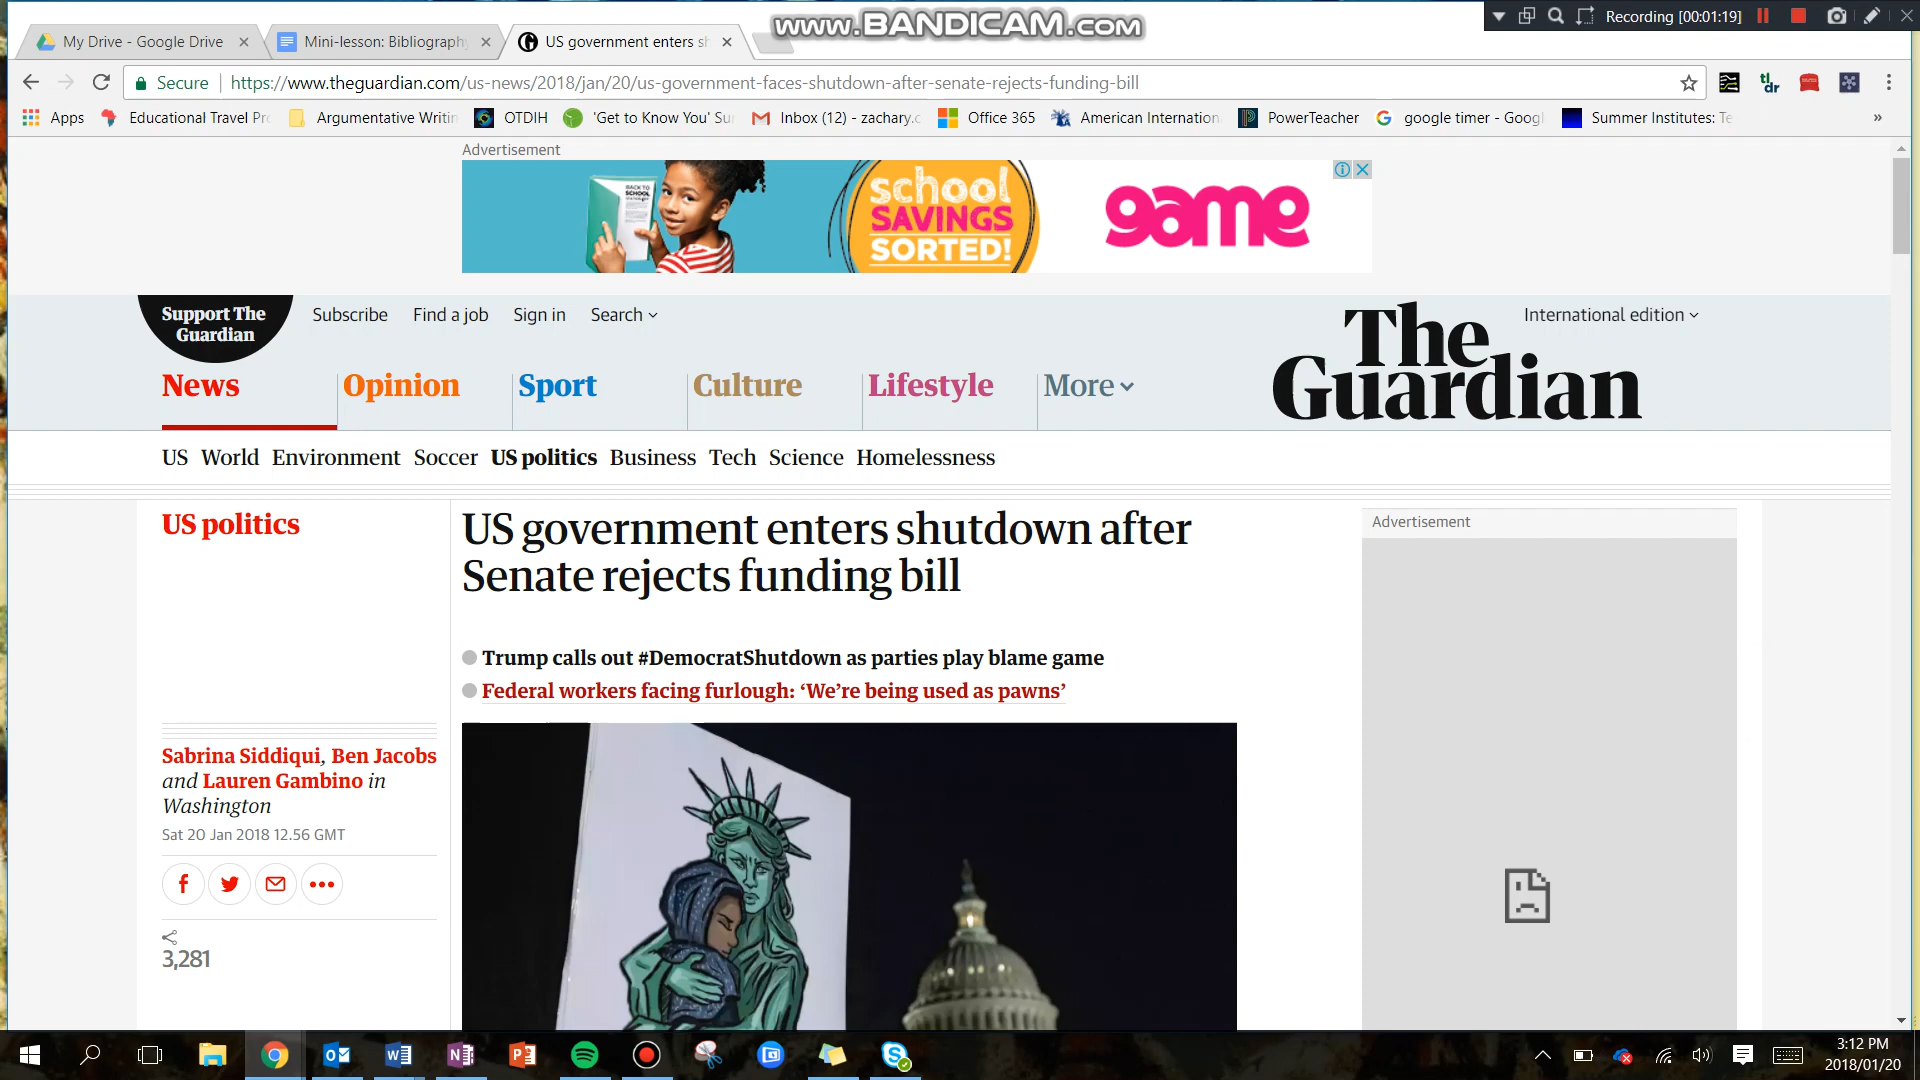 www.BANDICAM.com
Recording [00:01:19]
My Drive - Google Drive
Mini-lesson: Bibliography
US government enters sh
Secure
https://www.theguardian.com/us-news/2018/jan/20/us-government-faces-shutdown-after-senate-rejects-funding-bill
tl;dr
Apps
Educational Travel Pr
Argumentative Writin
OTDIH
'Get to Know You' Su
Inbox (12) - zachary.c
Office 365
American Internation
PowerTeacher
google timer - Googl
Summer Institutes: Te
»
Advertisement
BACK TO SCHOOL
school
SAVINGS
SORTED!
game
Support The
Guardian
Subscribe
Find a job
Sign in
Search
International edition
The
Guardian
News
Opinion
Sport
Culture
Lifestyle
More
US World Environment Soccer US politics Business Tech Science Homelessness
US politics
US government enters shutdown after
Senate rejects funding bill
Advertisement
Trump calls out #DemocratShutdown as parties play blame game
Federal workers facing furlough: ‘We’re being used as pawns’
Sabrina Siddiqui, Ben Jacobs
and Lauren Gambino in
Washington
Sat 20 Jan 2018 12.56 GMT
3,281
3:12 PM
2018/01/20